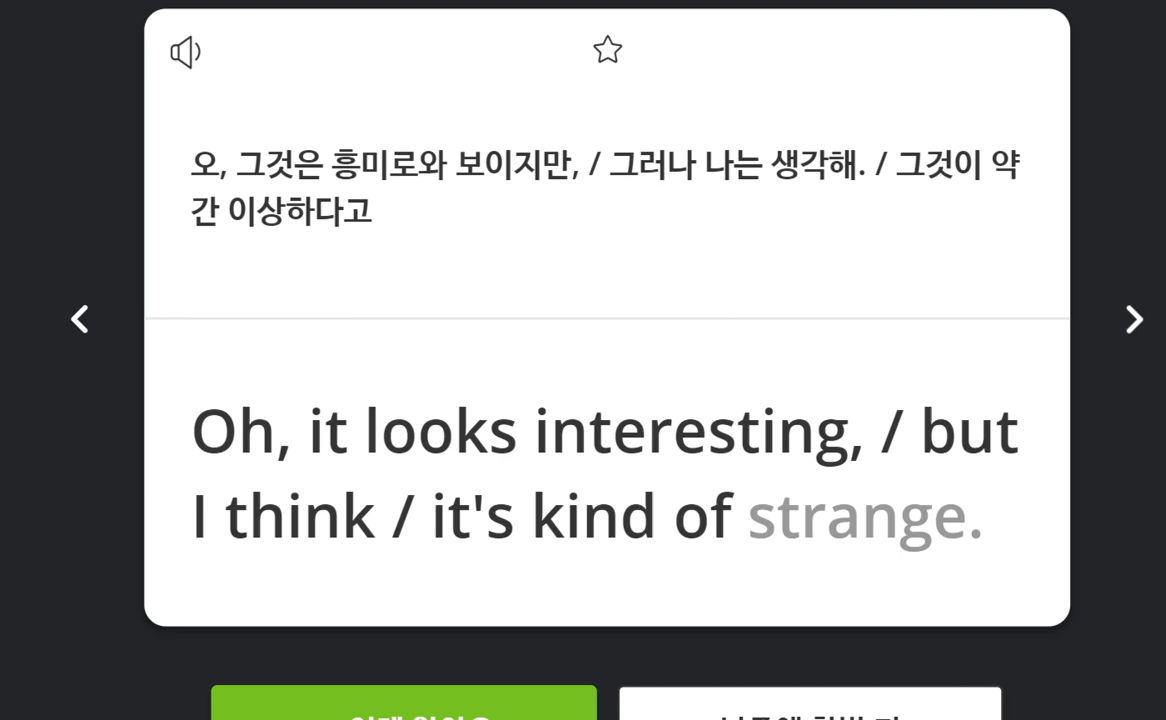 오, 그것은 흥미로와 보이지만, / 그러나 나는 생각해. / 그것이 약
간 이상하다고
Oh, it looks interesting, / but
I think / it's kind of strange.